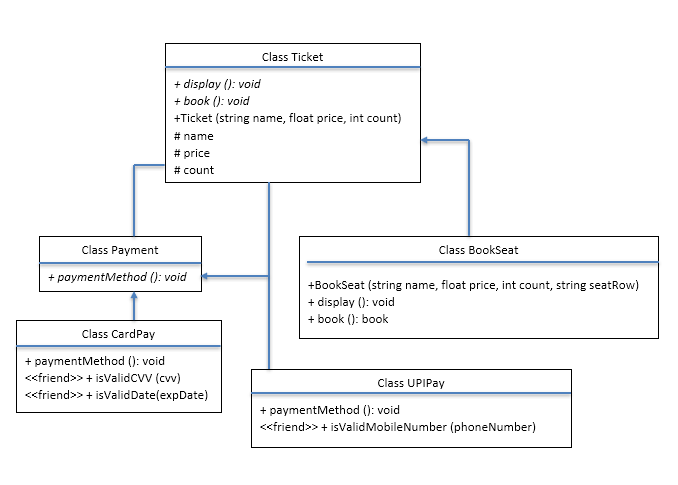 Class Ticket
+ display (): void
+ book (): void
+Ticket (string name, float price, int count)
# name
# price
# count
Class Payment
+ paymentMethod (): void
Class BookSeat
+BookSeat (string name, float price, int count, string seatRow)
+ display (): void
+ book (): book
Class CardPay
+ paymentMethod (): void
<<friend>> + isValidCVV (cvv)
<<friend>> + isValidDate(expDate)
Class UPIPay
+ paymentMethod (): void
<<friend>> + isValidMobileNumber (phoneNumber)